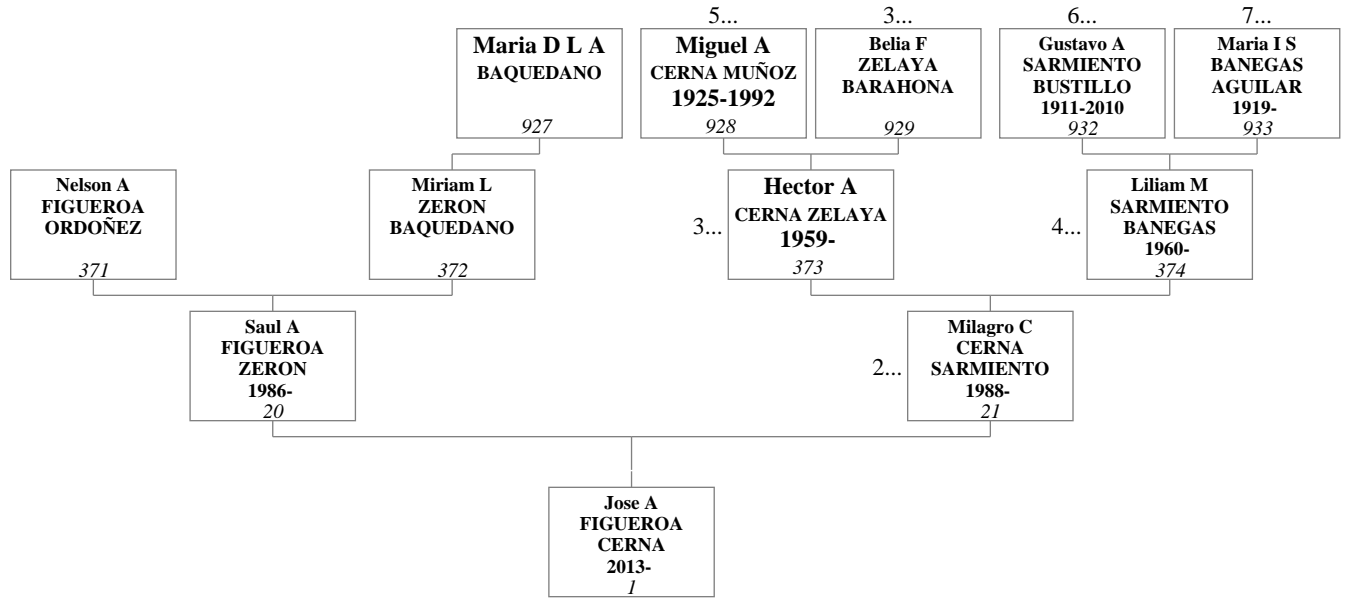 5...
3...
6...
7...
Maria D L A
BAQUEDANO
927
Miguel A
CERNA MUÑOZ
1925-1992
928
Belia F
ZELAYA
BARAHONA
929
Gustavo A
SARMIENTO
BUSTILLO
1911-2010
932
Maria I S
BANEGAS
AGUILAR
1919-
933
Nelson A
FIGUEROA
ORDOÑEZ
371
Miriam L
ZERON
BAQUEDANO
372
3...
Hector A
CERNA ZELAYA
1959-
373
4...
Liliam M
SARMIENTO
BANEGAS
1960-
374
Saul A
FIGUEROA
ZERON
1986-
20
2...
Milagro C
CERNA
SARMIENTO
1988-
21
Jose A
FIGUEROA
CERNA
2013-
1